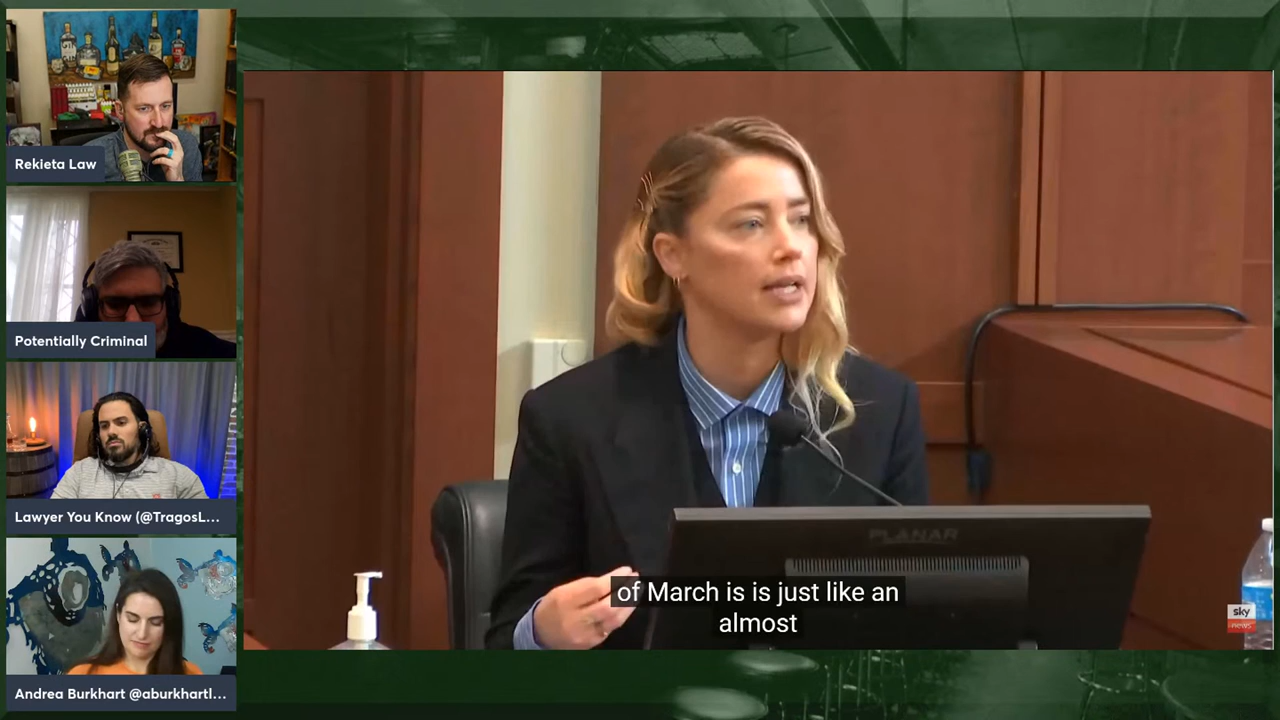 Rekieta Law
Potentially Criminal
Lawyer You Know (@TragosL...
Andrea Burkhart @aburkhartl...
PLANAR
of March is is just like an
almost
sky
news